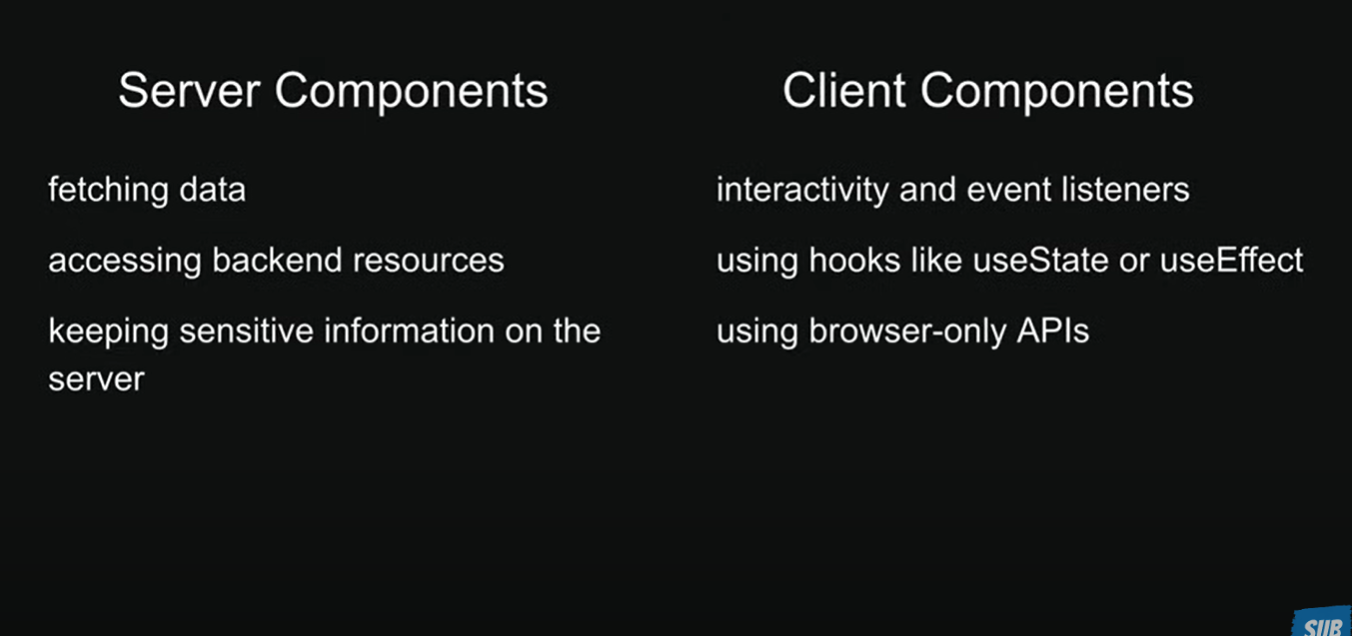 Server Components
fetching data
accessing backend resources
keeping sensitive information on the
server
Client Components
interactivity and event listeners
using hooks like useState or useEffect
using browser-only APIs
SUB